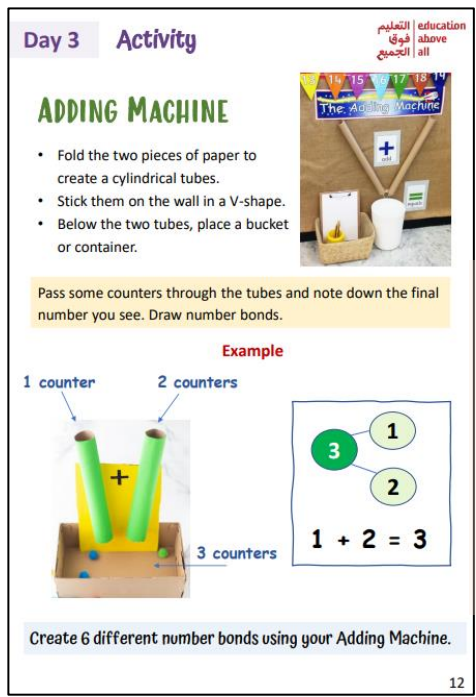 Day 3 Activity
التعليم
فوق
الجميع
education
above
all
ADDING MACHINE
• Fold the two pieces of paper to
create a cylindrical tubes.
• Stick them on the wall in a V-shape.
• Below the two tubes, place a bucket
or container.
13 14 15 16 17 18 19
The Adding Machine
+
add
=
equals
Pass some counters through the tubes and note down the final
number you see. Draw number bonds.
Example
1 counter 2 counters
+
3 counters
3
1
2
1 + 2 = 3
Create 6 different number bonds using your Adding Machine.
12